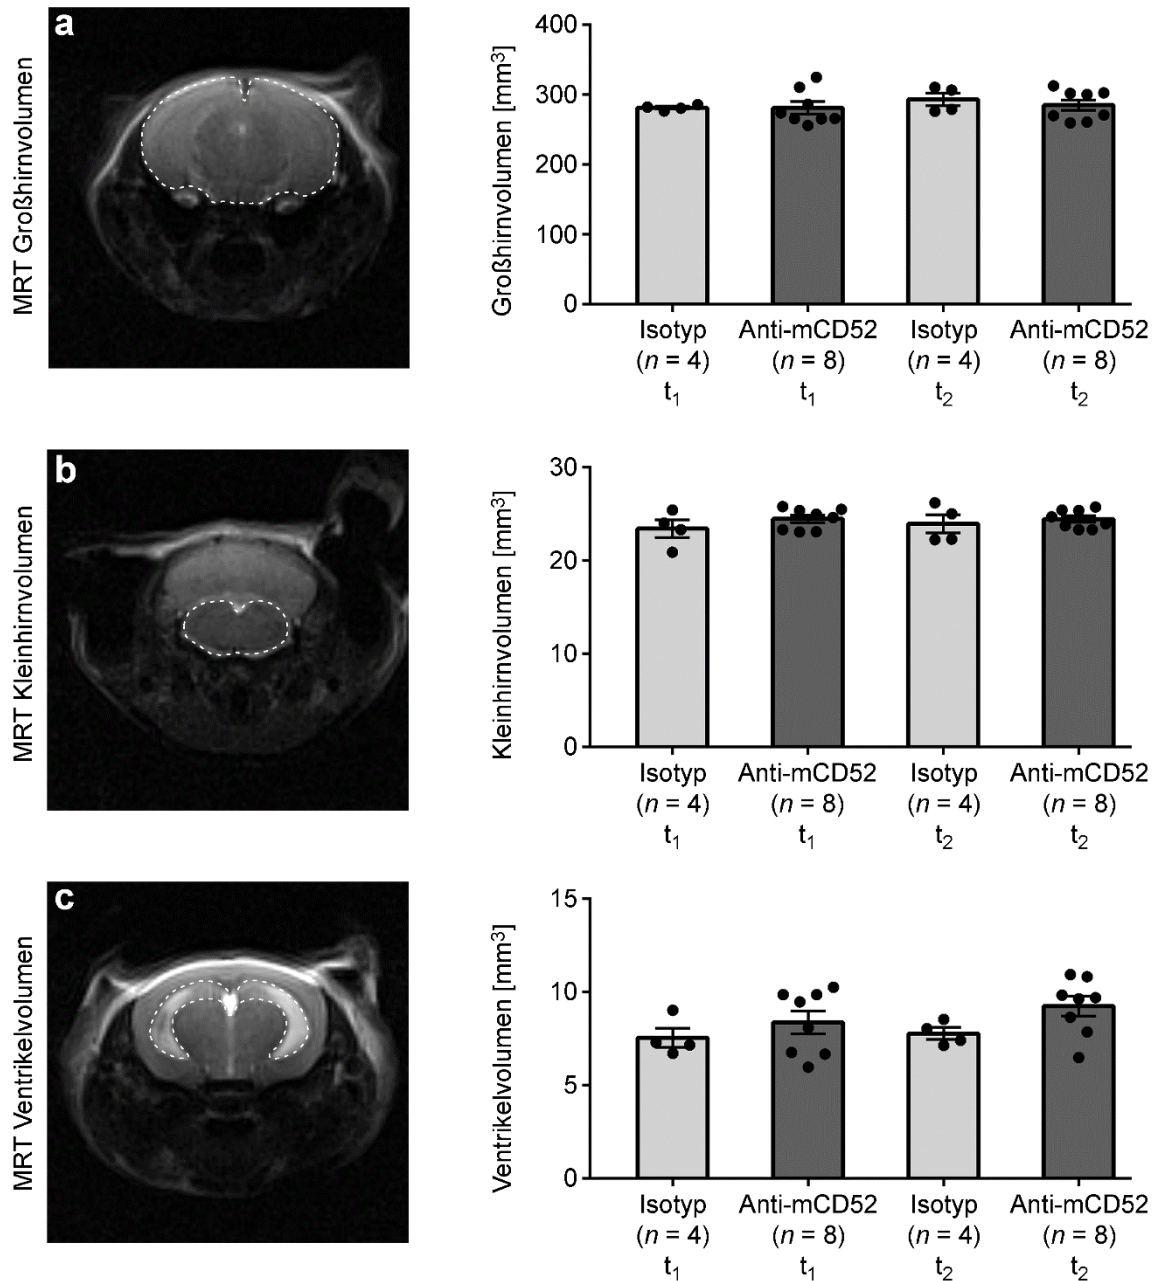 a
MRT Großhirnvolumen
Großhirnvolumen [mm³]
400
300
200
100
0
Isotyp Anti-mCD52 Isotyp Anti-mCD52
(n = 4) (n = 8) (n = 4) (n = 8)
t₁ t₁ t₂ t₂
b
MRT Kleinhirnvolumen
Kleinhirnvolumen [mm³]
30
20
10
0
Isotyp Anti-mCD52 Isotyp Anti-mCD52
(n = 4) (n = 8) (n = 4) (n = 8)
t₁ t₁ t₂ t₂
c
MRT Ventrikelvolumen
Ventrikelvolumen [mm³]
15
10
5
0
Isotyp Anti-mCD52 Isotyp Anti-mCD52
(n = 4) (n = 8) (n = 4) (n = 8)
t₁ t₁ t₂ t₂